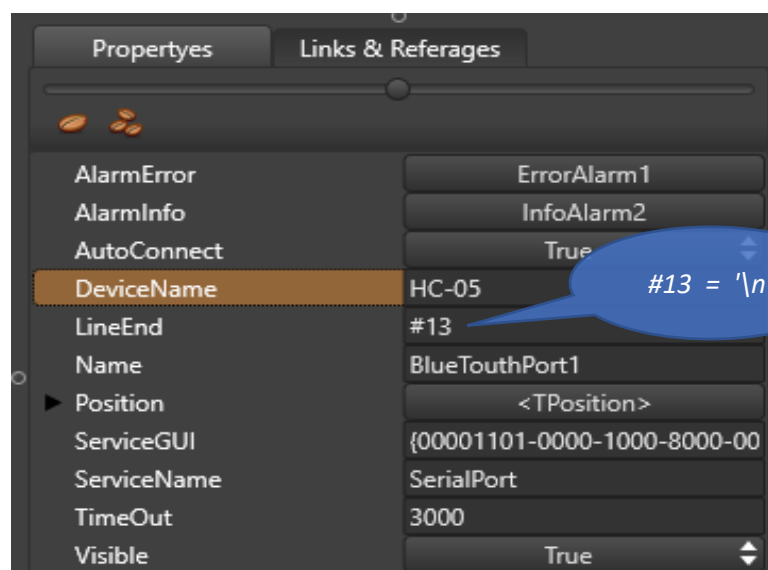 Propertyes Links & Referages
AlarmError ErrorAlarm1
AlarmInfo InfoAlarm2
AutoConnect True
DeviceName HC-05 #13 = '\n
LineEnd #13
Name BlueTouthPort1
Position <TPosition>
ServiceGUI {00001101-0000-1000-8000-00
ServiceName SerialPort
TimeOut 3000
Visible True